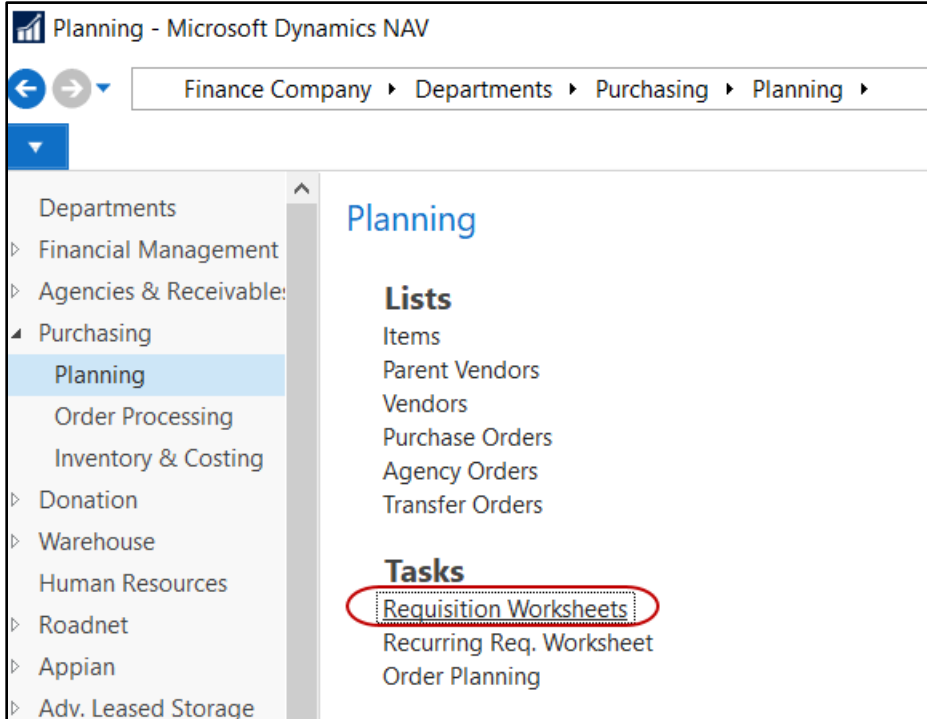 Planning - Microsoft Dynamics NAV
Finance Company Departments Purchasing Planning
Departments
Financial Management
Agencies & Receivables
Purchasing
Planning
Order Processing
Inventory & Costing
Donation
Warehouse
Human Resources
Roadnet
Appian
Adv. Leased Storage
Planning
Lists
Items
Parent Vendors
Vendors
Purchase Orders
Agency Orders
Transfer Orders
Tasks
Requisition Worksheets
Recurring Req. Worksheet
Order Planning